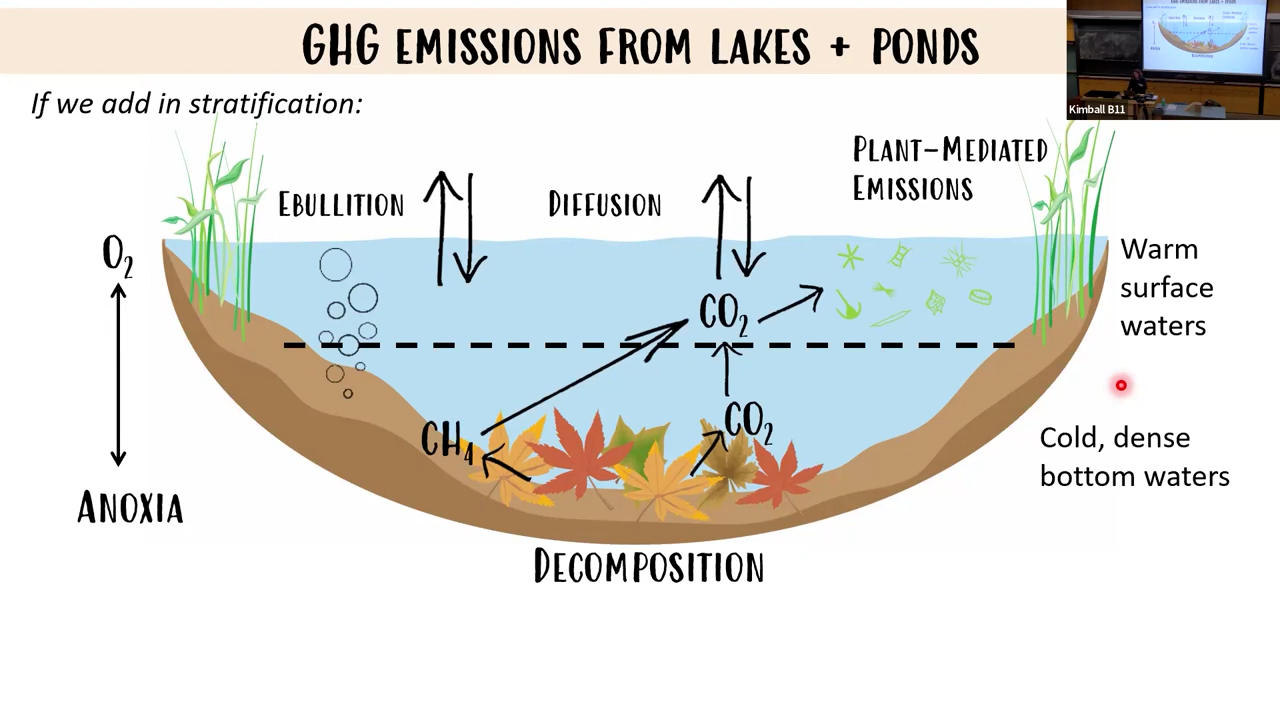 GHG EMISSIONS FROM LAKES + PONDS
Kimball B11
If we add in stratification:
PLANT-MEDIATED
EMISSIONS
EBULLITION
DIFFUSION
O₂
Warm
surface
waters
CO₂
CH₄
CO₂
Cold, dense
bottom waters
ANOXIA
DECOMPOSITION